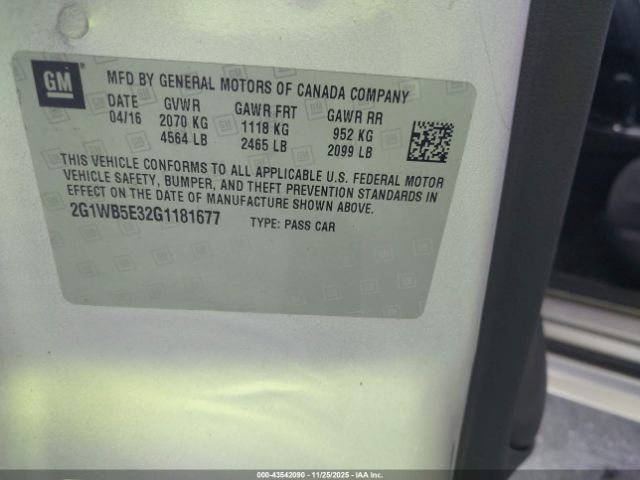 GM
MFD BY GENERAL MOTORS OF CANADA COMPANY
DATE GVWR GAWR FRT GAWR RR
04/16 2070 KG 1118 KG 952 KG
4564 LB 2465 LB 2099 LB
THIS VEHICLE CONFORMS TO ALL APPLICABLE U.S. FEDERAL MOTOR
VEHICLE SAFETY, BUMPER, AND THEFT PREVENTION STANDARDS IN
EFFECT ON THE DATE OF MANUFACTURE SHOWN ABOVE.
2G1WB5E32G1181677 TYPE: PASS CAR
000-43542090 - 11/25/2025 - IAA Inc.